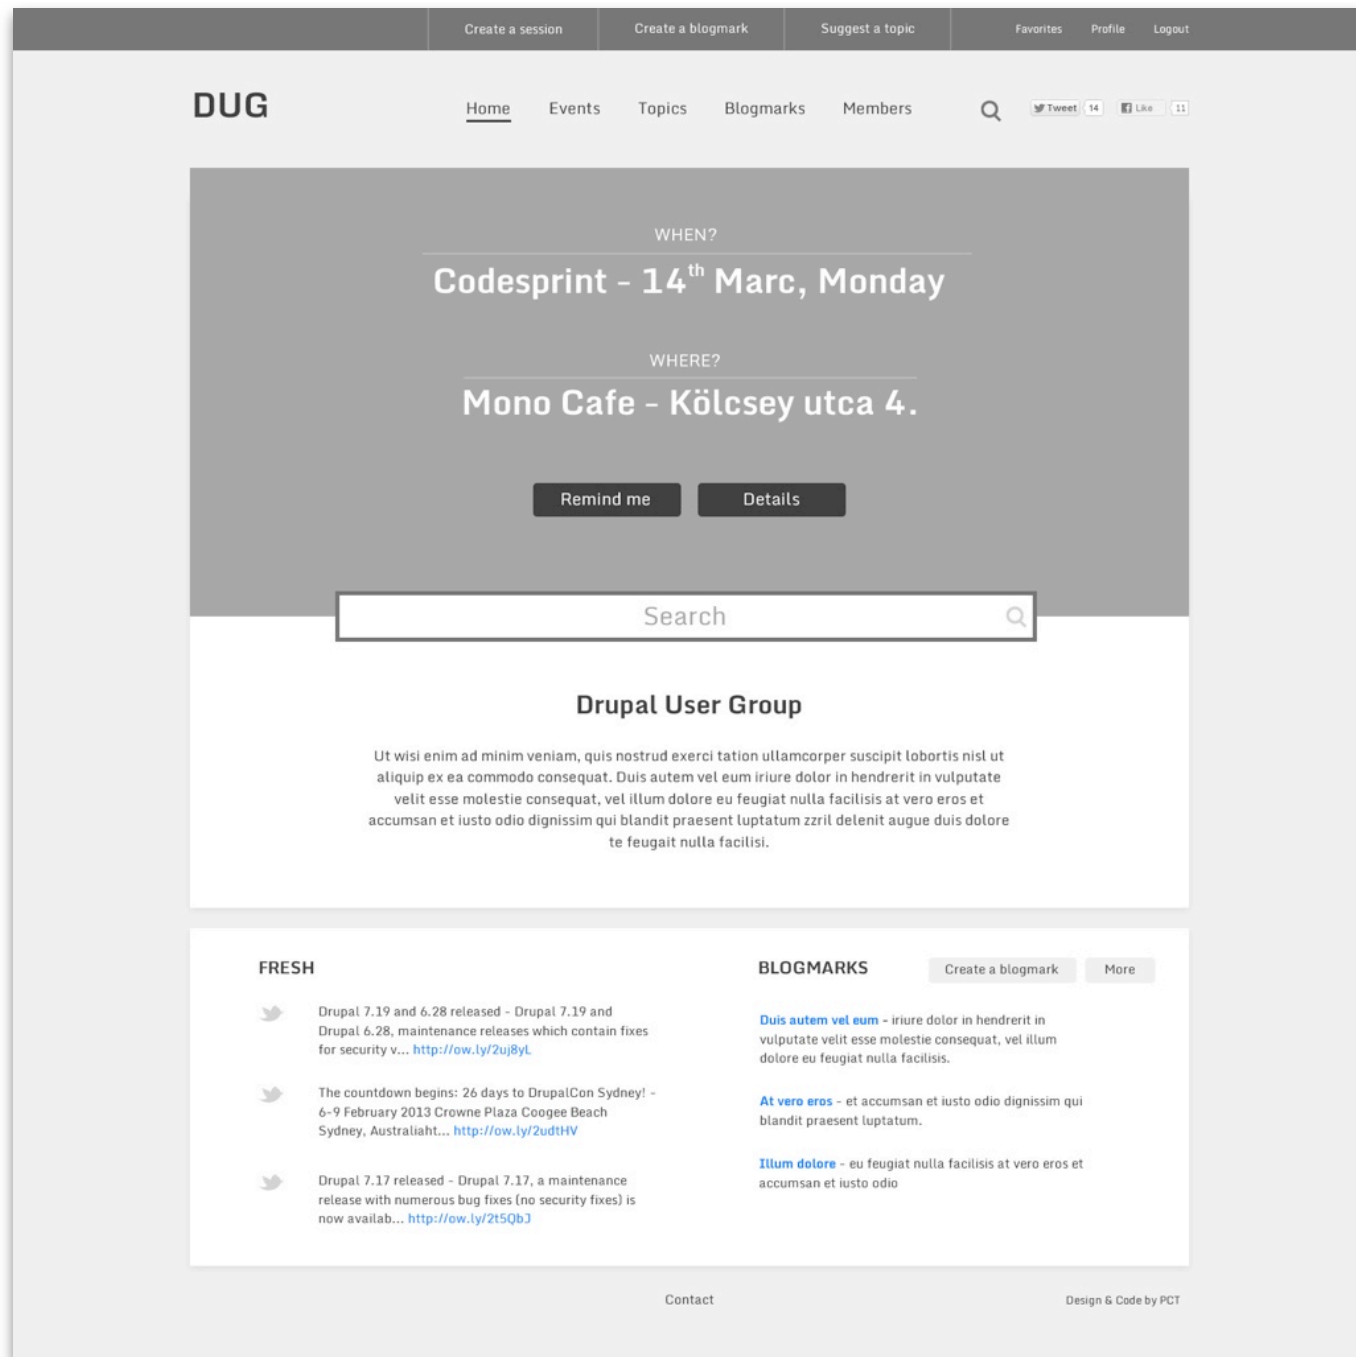 Create a session Create a blogmark Suggest a topic Favorites Profile Logout
DUG Home Events Topics Blogmarks Members Tweet 14 Like 11
WHEN?
Codesprint - 14th Marc, Monday
WHERE?
Mono Cafe - Kölcsey utca 4.
Remind me Details
Search
Drupal User Group
Ut wisi enim ad minim veniam, quis nostrud exerci tation ullamcorper suscipit lobortis nisl ut
aliquip ex ea commodo consequat. Duis autem vel eum iriure dolor in hendrerit in vulputate
velit esse molestie consequat, vel illum dolore eu feugiat nulla facilisis at vero eros et
accumsan et iusto odio dignissim qui blandit praesent luptatum zzril delenit augue duis dolore
te feugait nulla facilisi.
FRESH
Drupal 7.19 and 6.28 released - Drupal 7.19 and
Drupal 6.28, maintenance releases which contain fixes
for security v... http://ow.ly/2uj8yL
The countdown begins: 26 days to DrupalCon Sydney! -
6-9 February 2013 Crowne Plaza Coogee Beach
Sydney, Australiaht... http://ow.ly/2udtHV
Drupal 7.17 released - Drupal 7.17, a maintenance
release with numerous bug fixes (no security fixes) is
now availab... http://ow.ly/2t5QbJ
BLOGMARKS Create a blogmark More
Duis autem vel eum - iriure dolor in hendrerit in
vulputate velit esse molestie consequat, vel illum
dolore eu feugiat nulla facilisis.
At vero eros - et accumsan et iusto odio dignissim qui
blandit praesent luptatum.
Illum dolore - eu feugiat nulla facilisis at vero eros et
accumsan et iusto odio
Contact Design & Code by PCT